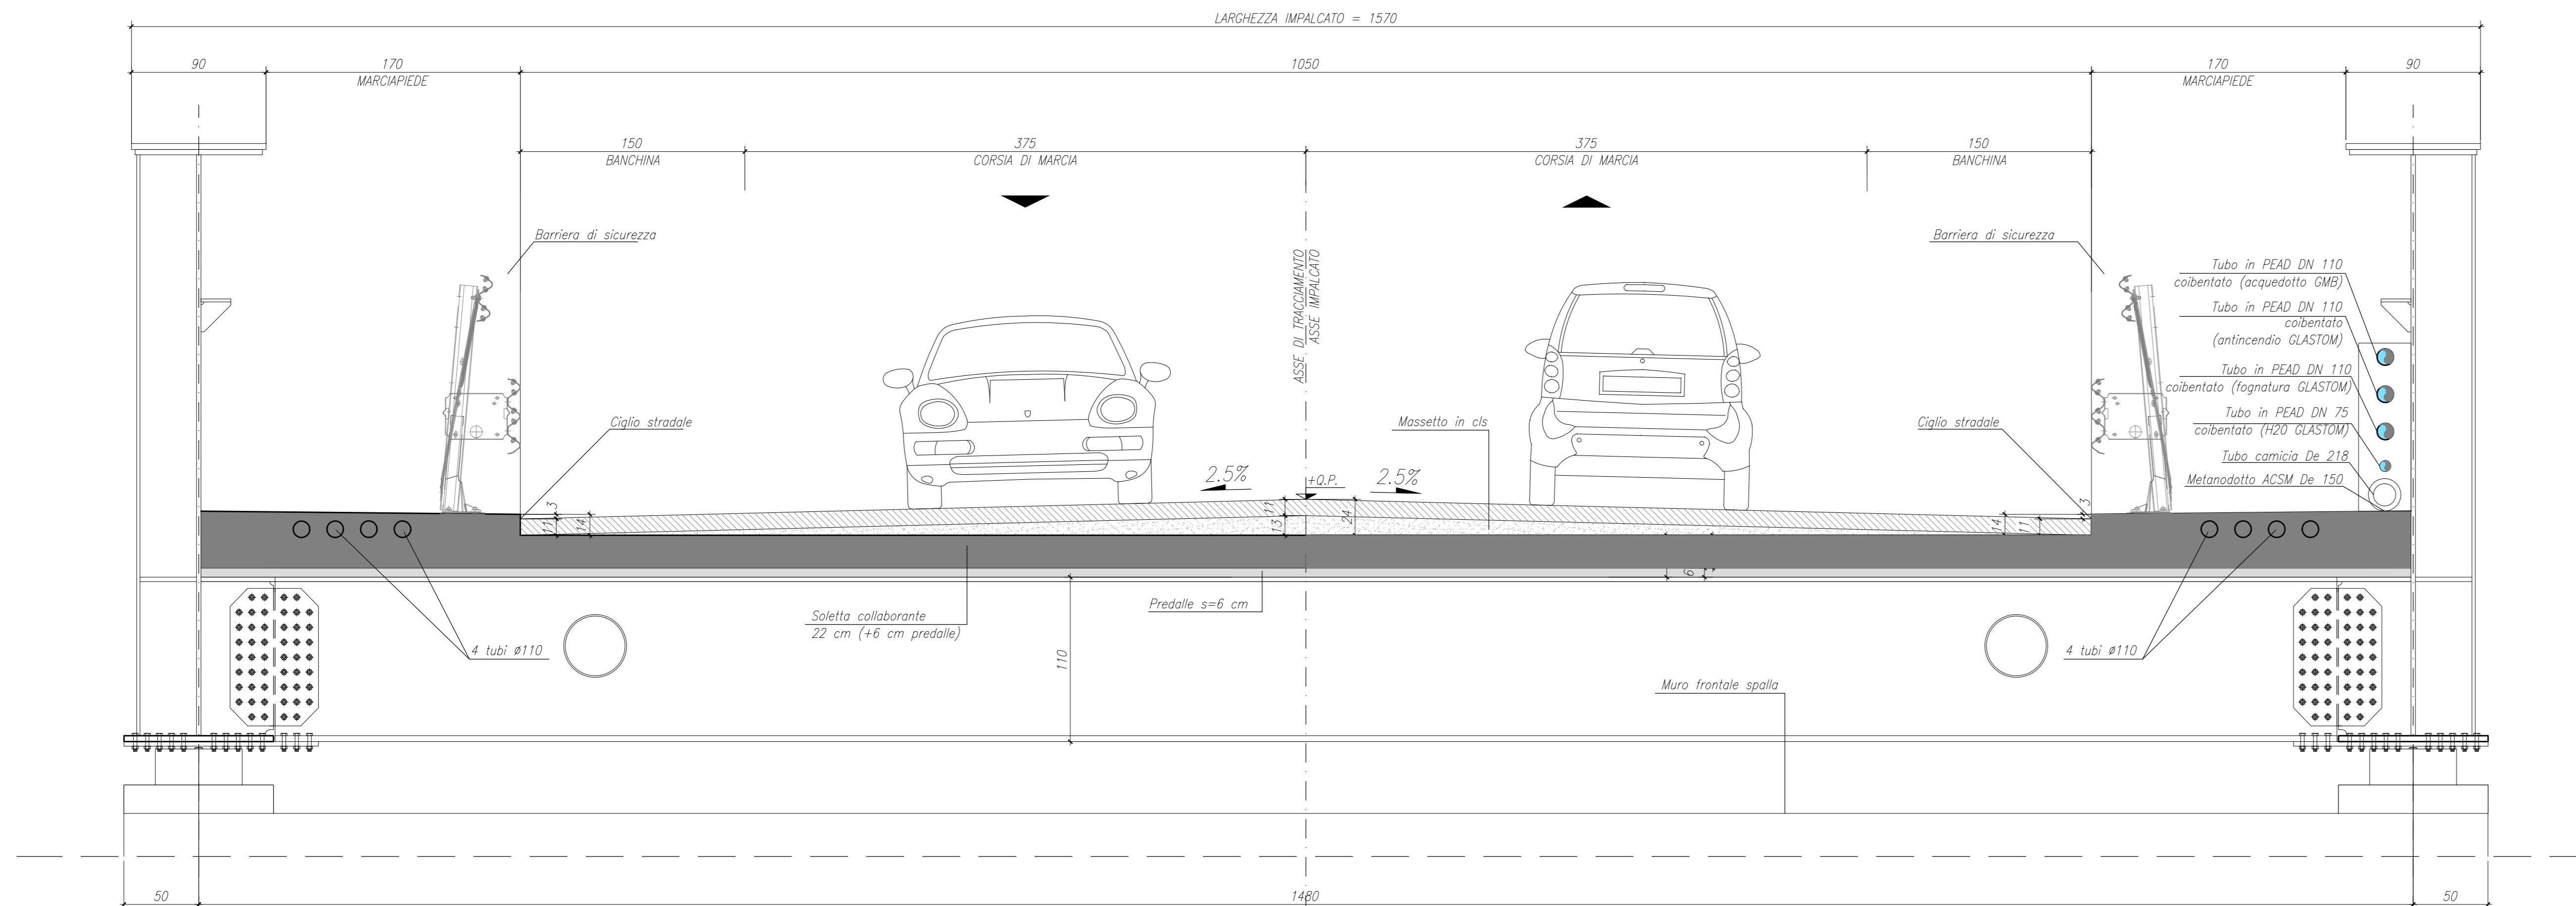 LARGHEZZA IMPALCATO = 1570
90
170
1050
170
90
MARCIAPIEDE
MARCIAPIEDE
150
375
375
150
BANCHINA
CORSIA DI MARCIA
CORSIA DI MARCIA
BANCHINA
Barriera di sicurezza
Barriera di sicurezza
ASSE DI TRACCIAMENTO
ASSE IMPALCATO
Tubo in PEAD DN 110
coibentato (acquedotto GMB)
Tubo in PEAD DN 110
coibentato
(antincendio GLASTOM)
Tubo in PEAD DN 110
coibentato (fognatura GLASTOM)
Tubo in PEAD DN 75
coibentato (H2O GLASTOM)
Tubo camicia De 218
Metanodotto ACSM De 150
Ciglio stradale
Massetto in cls
Ciglio stradale
2.5%
+Q.P.
2.5%
3
11
14
11
13
24
3
14
11
6
Soletta collaborante
22 cm (+6 cm predalle)
Predalle s=6 cm
4 tubi ø110
110
4 tubi ø110
Muro frontale spalla
50
1480
50